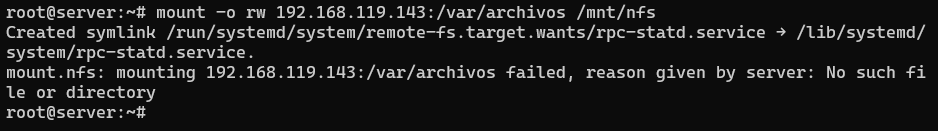 root@server:~# mount -o rw 192.168.119.143:/var/archivos /mnt/nfs
Created symlink /run/systemd/system/remote-fs.target.wants/rpc-statd.service → /lib/systemd/
system/rpc-statd.service.
mount.nfs: mounting 192.168.119.143:/var/archivos failed, reason given by server: No such fi
le or directory
root@server:~#